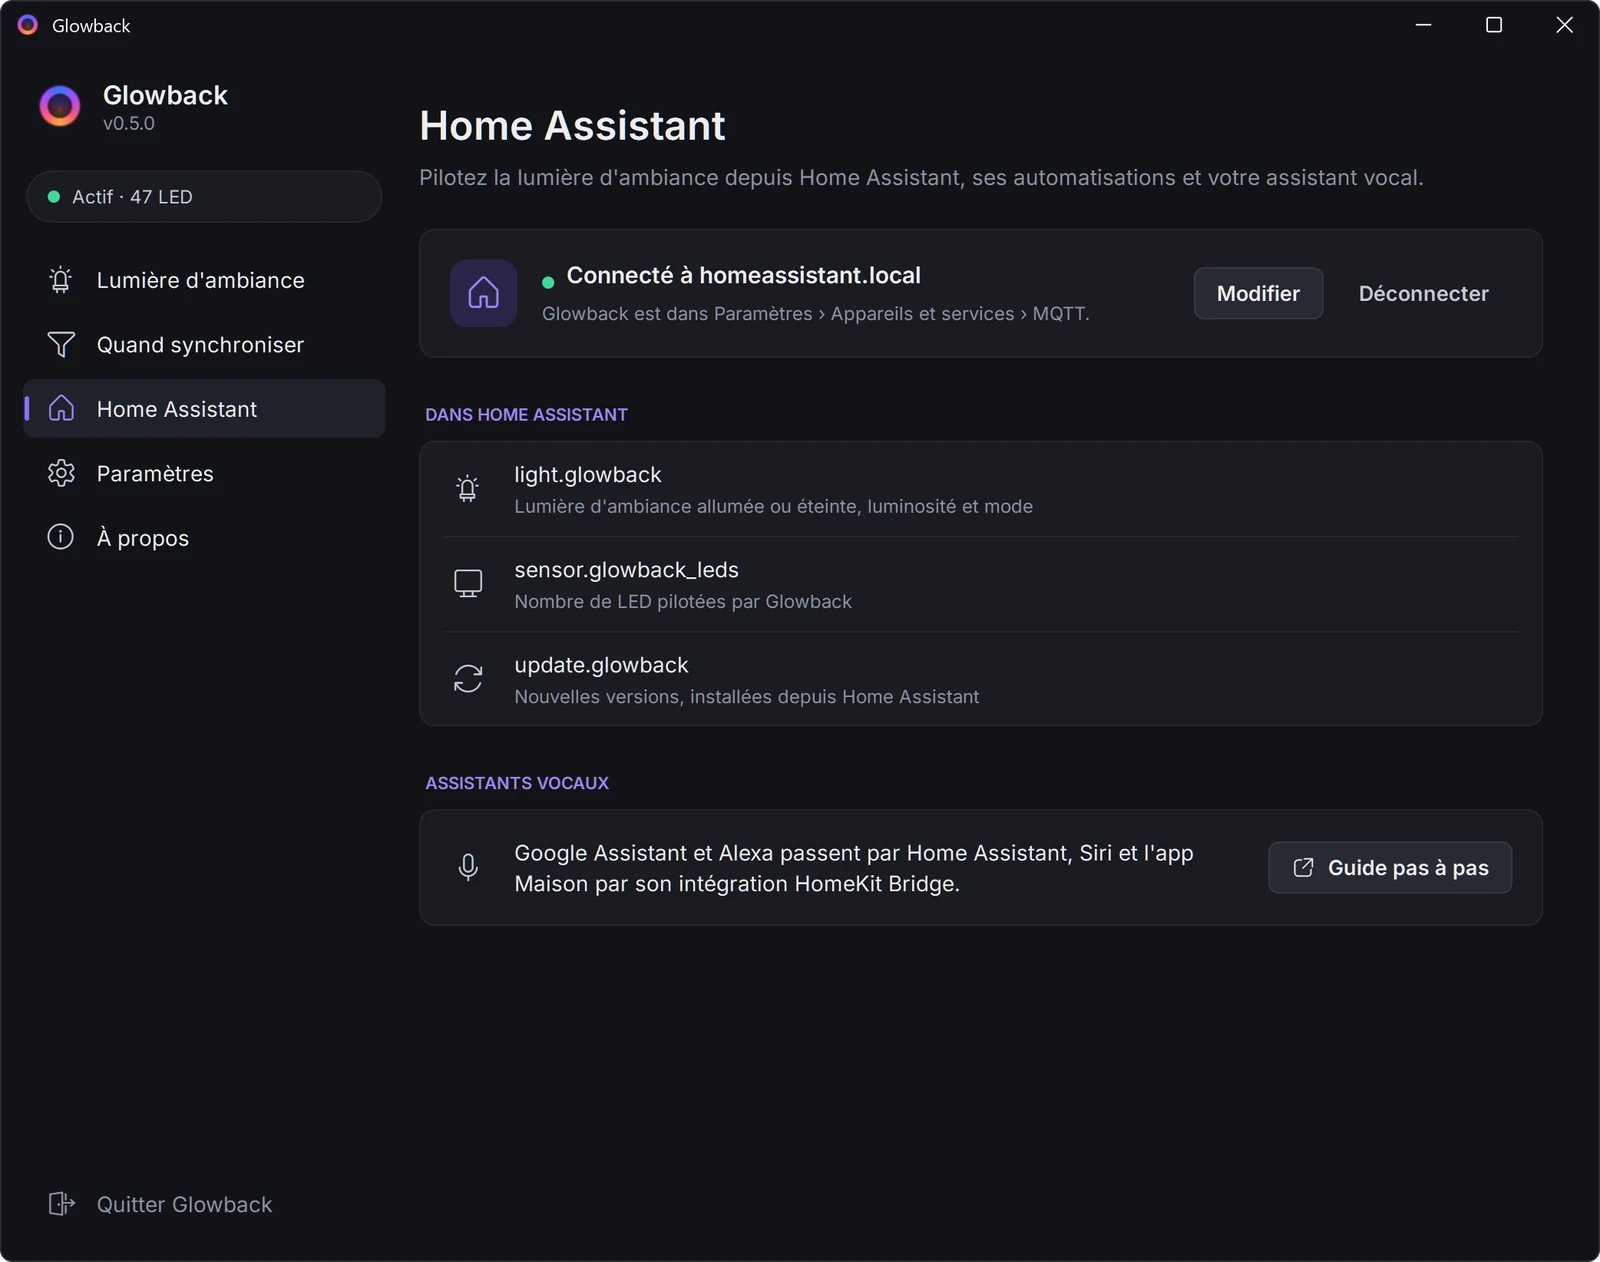 Glowback
Glowback
v0.5.0
Actif · 47 LED
Lumière d'ambiance
Quand synchroniser
Home Assistant
Paramètres
À propos
Quitter Glowback
Home Assistant
Pilotez la lumière d'ambiance depuis Home Assistant, ses automatisations et votre assistant vocal.
Connecté à homeassistant.local
Glowback est dans Paramètres › Appareils et services › MQTT.
Modifier
Déconnecter
DANS HOME ASSISTANT
light.glowback
Lumière d'ambiance allumée ou éteinte, luminosité et mode
sensor.glowback_leds
Nombre de LED pilotées par Glowback
update.glowback
Nouvelles versions, installées depuis Home Assistant
ASSISTANTS VOCAUX
Google Assistant et Alexa passent par Home Assistant, Siri et l'app
Maison par son intégration HomeKit Bridge.
Guide pas à pas